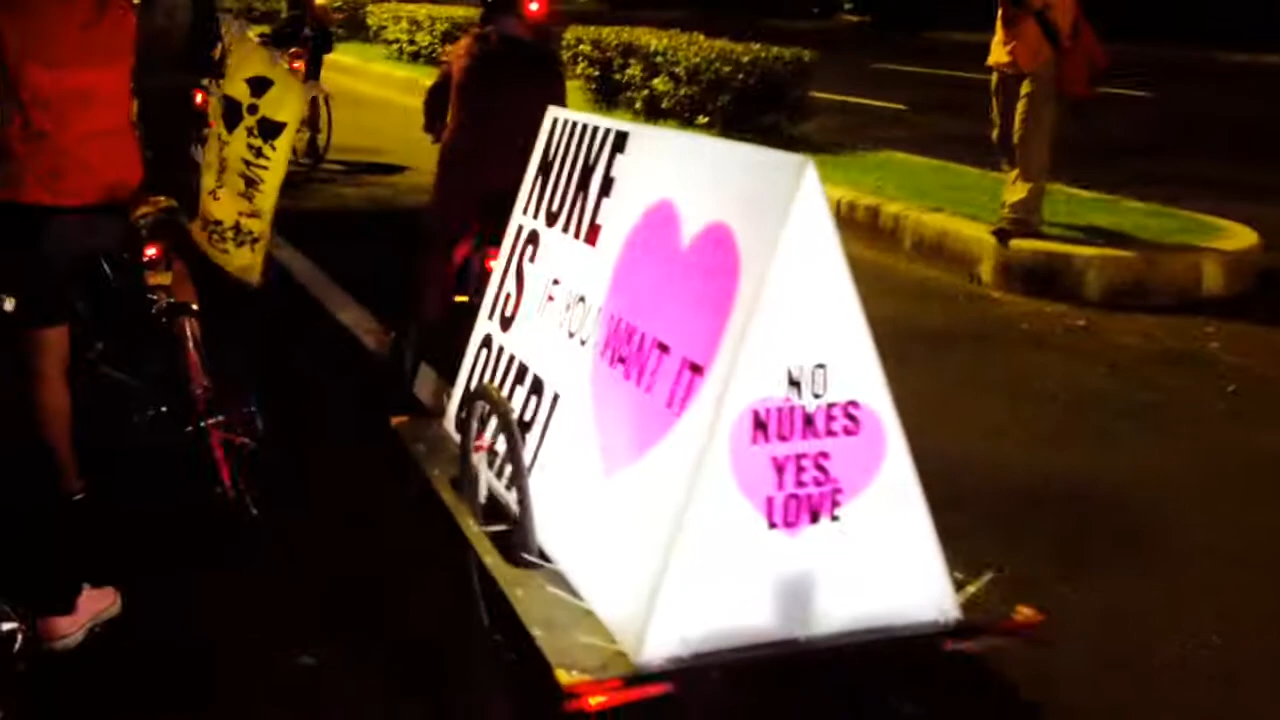 NUKE
IS
OVER!
IF YOU WANT IT
NO
NUKES
YES.
LOVE